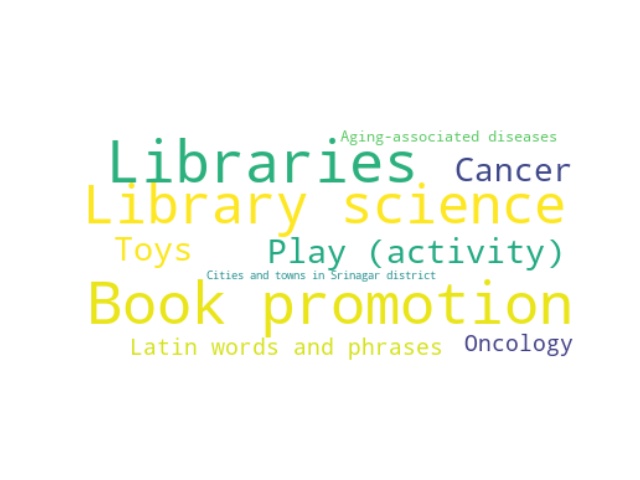 Aging-associated diseases
Libraries
Cancer
Library science
Toys
Play (activity)
Cities and towns in Srinagar district
Book promotion
Latin words and phrases
Oncology